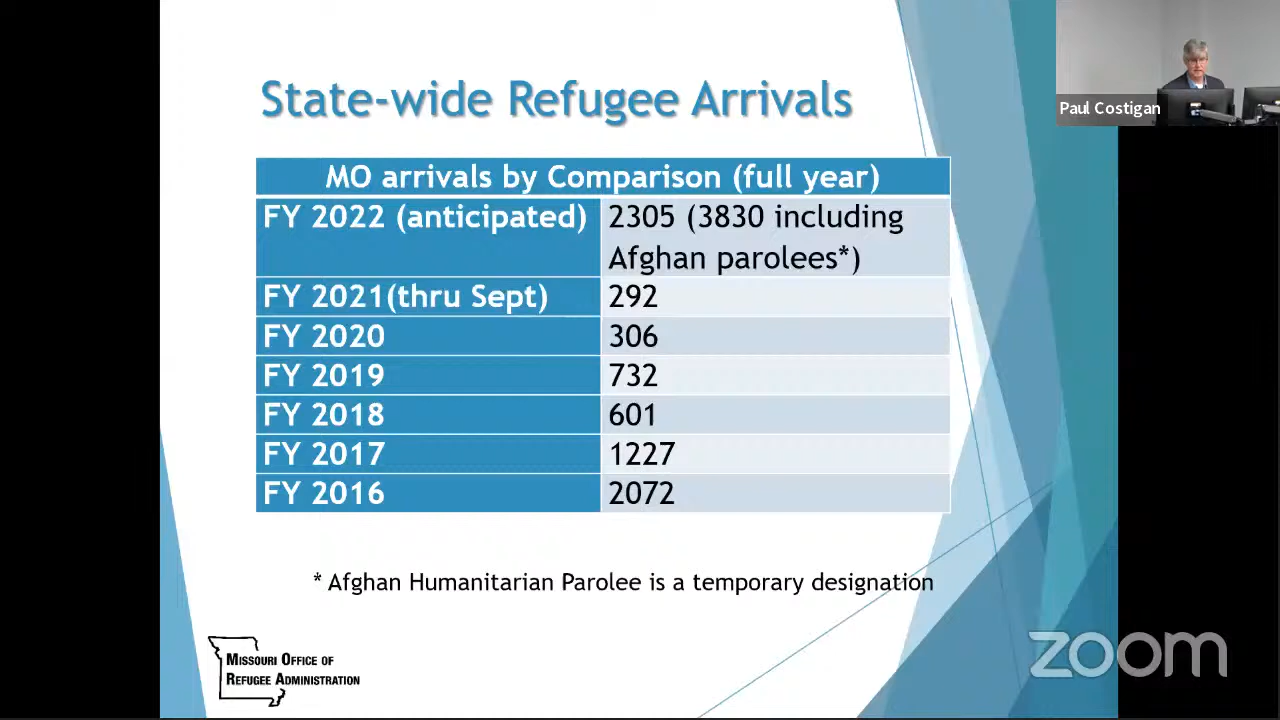 State-wide Refugee Arrivals
Paul Costigan
MO arrivals by Comparison (full year)
FY 2022 (anticipated) 2305 (3830 including
Afghan parolees*)
FY 2021(thru Sept) 292
FY 2020 306
FY 2019 732
FY 2018 601
FY 2017 1227
FY 2016 2072
* Afghan Humanitarian Parolee is a temporary designation
MISSOURI OFFICE OF
REFUGEE ADMINISTRATION
zoom